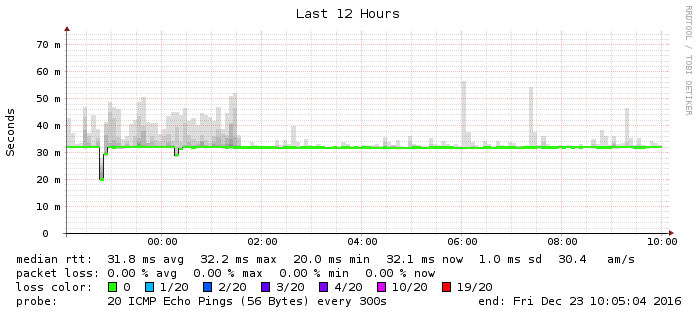 Last 12 Hours
RRDTOOL / TOBI OETIKER
Seconds
70 m
60 m
50 m
40 m
30 m
20 m
10 m
0
00:00 02:00 04:00 06:00 08:00 10:00
median rtt: 31.8 ms avg 32.2 ms max 20.0 ms min 32.1 ms now 1.0 ms sd 30.4 am/s
packet loss: 0.00 % avg 0.00 % max 0.00 % min 0.00 % now
loss color: 0 1/20 2/20 3/20 4/20 10/20 19/20
probe: 20 ICMP Echo Pings (56 Bytes) every 300s end: Fri Dec 23 10:05:04 2016